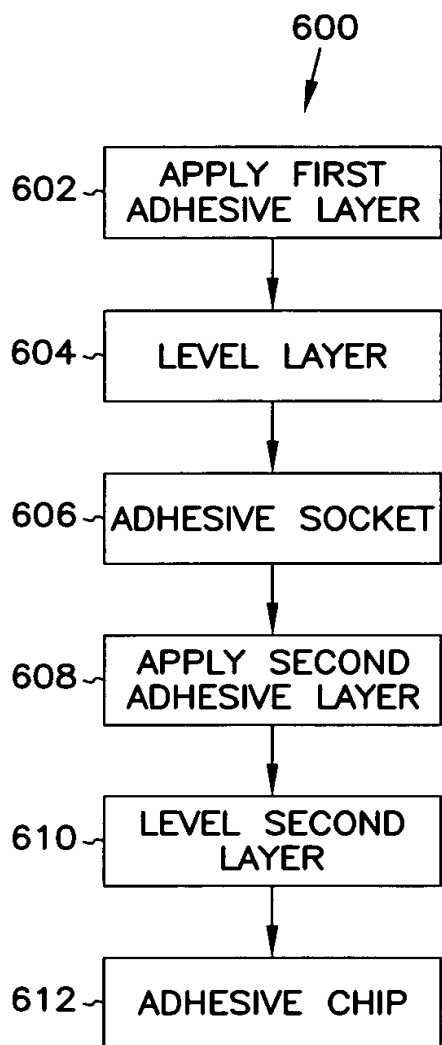 600
602
APPLY FIRST
ADHESIVE LAYER
604
LEVEL LAYER
606
ADHESIVE SOCKET
608
APPLY SECOND
ADHESIVE LAYER
610
LEVEL SECOND
LAYER
612
ADHESIVE CHIP